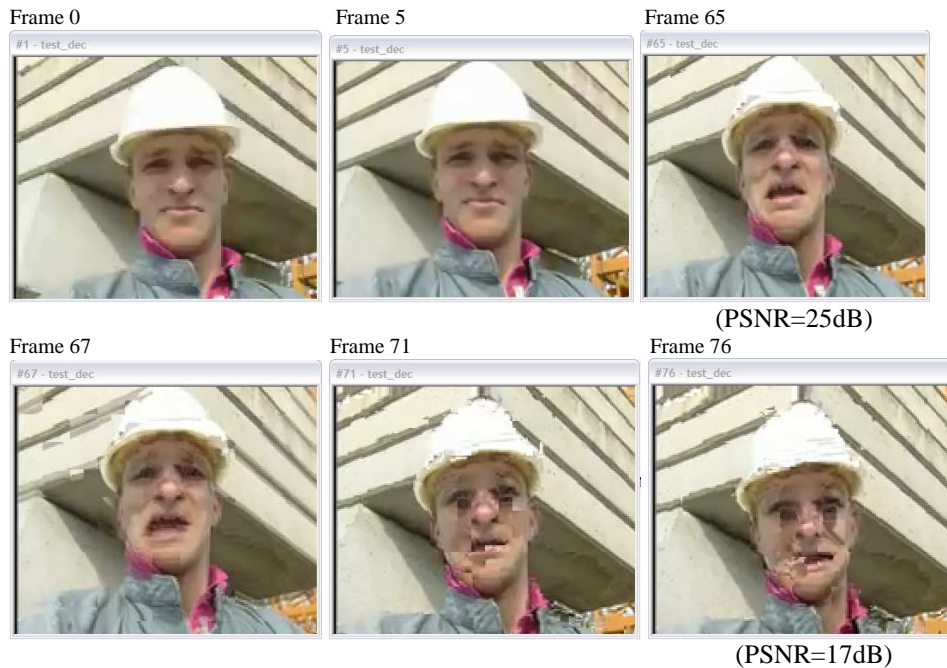 Frame 0
Frame 5
Frame 65
#1 - test_dec
#5 - test_dec
#65 - test_dec
(PSNR=25dB)
Frame 67
Frame 71
Frame 76
#67 - test_dec
#71 - test_dec
#76 - test_dec
(PSNR=17dB)